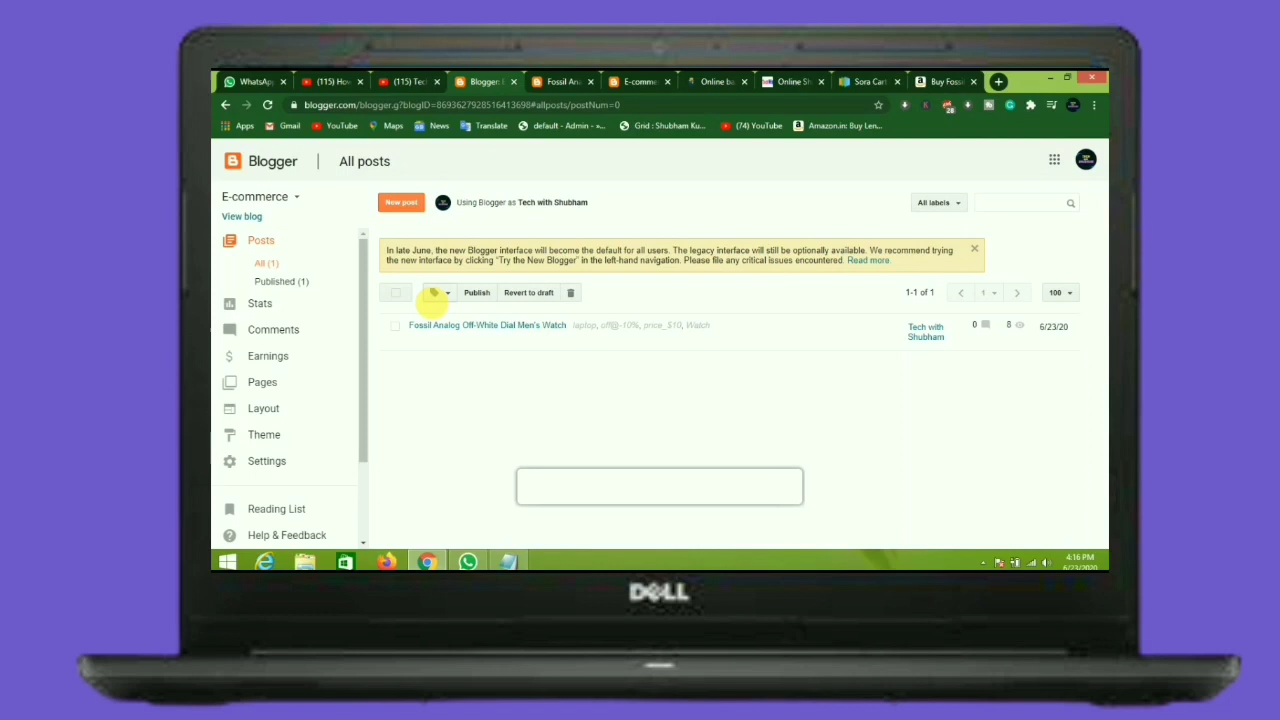 WhatsAp
(115) How
(115) Tec
Blogger:
Fossil An
E-comme
Online ba
Online Sh
Sora Cart
Buy Foss
blogger.com/blogger.g?blogID=8693627928516413698#allposts/postNum=0
Apps
Gmail
YouTube
Maps
News
Translate
default - Admin - »...
Grid : Shubham Ku...
(74) YouTube
Amazon.in: Buy Len...
Blogger
All posts
E-commerce
View blog
New post
Using Blogger as Tech with Shubham
All labels
Posts
All (1)
Published (1)
Stats
Comments
Earnings
Pages
Layout
Theme
Settings
Reading List
Help & Feedback
In late June, the new Blogger interface will become the default for all users. The legacy interface will still be optionally available. We recommend trying
the new interface by clicking "Try the New Blogger" in the left-hand navigation. Please file any critical issues encountered. Read more.
Publish
Revert to draft
1-1 of 1
1
100
Fossil Analog Off-White Dial Men's Watch
laptop, off@-10%, price_$10, Watch
Tech with
Shubham
0
8
6/23/20
4:16 PM
6/23/2020
DELL